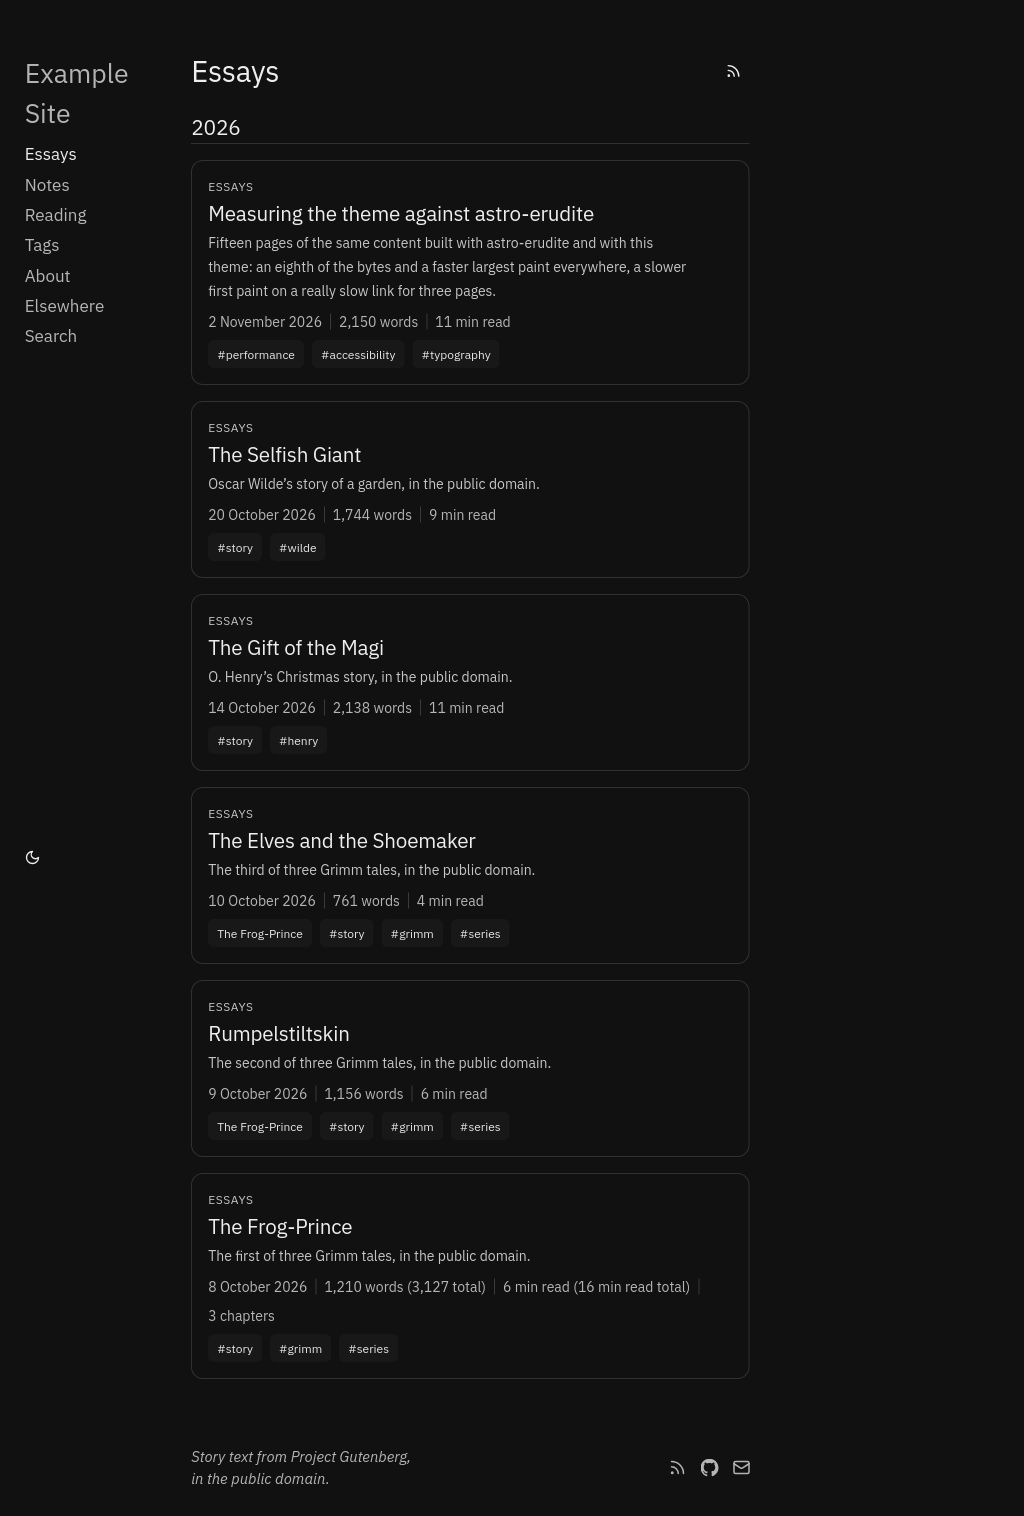 Example
Site
Essays
Notes
Reading
Tags
About
Elsewhere
Search
Essays
2026
ESSAYS
Measuring the theme against astro-erudite
Fifteen pages of the same content built with astro-erudite and with this
theme: an eighth of the bytes and a faster largest paint everywhere, a slower
first paint on a really slow link for three pages.
2 November 2026 | 2,150 words | 11 min read
#performance #accessibility #typography
ESSAYS
The Selfish Giant
Oscar Wilde’s story of a garden, in the public domain.
20 October 2026 | 1,744 words | 9 min read
#story #wilde
ESSAYS
The Gift of the Magi
O. Henry’s Christmas story, in the public domain.
14 October 2026 | 2,138 words | 11 min read
#story #henry
ESSAYS
The Elves and the Shoemaker
The third of three Grimm tales, in the public domain.
10 October 2026 | 761 words | 4 min read
The Frog-Prince #story #grimm #series
ESSAYS
Rumpelstiltskin
The second of three Grimm tales, in the public domain.
9 October 2026 | 1,156 words | 6 min read
The Frog-Prince #story #grimm #series
ESSAYS
The Frog-Prince
The first of three Grimm tales, in the public domain.
8 October 2026 | 1,210 words (3,127 total) | 6 min read (16 min read total) |
3 chapters
#story #grimm #series
Story text from Project Gutenberg,
in the public domain.